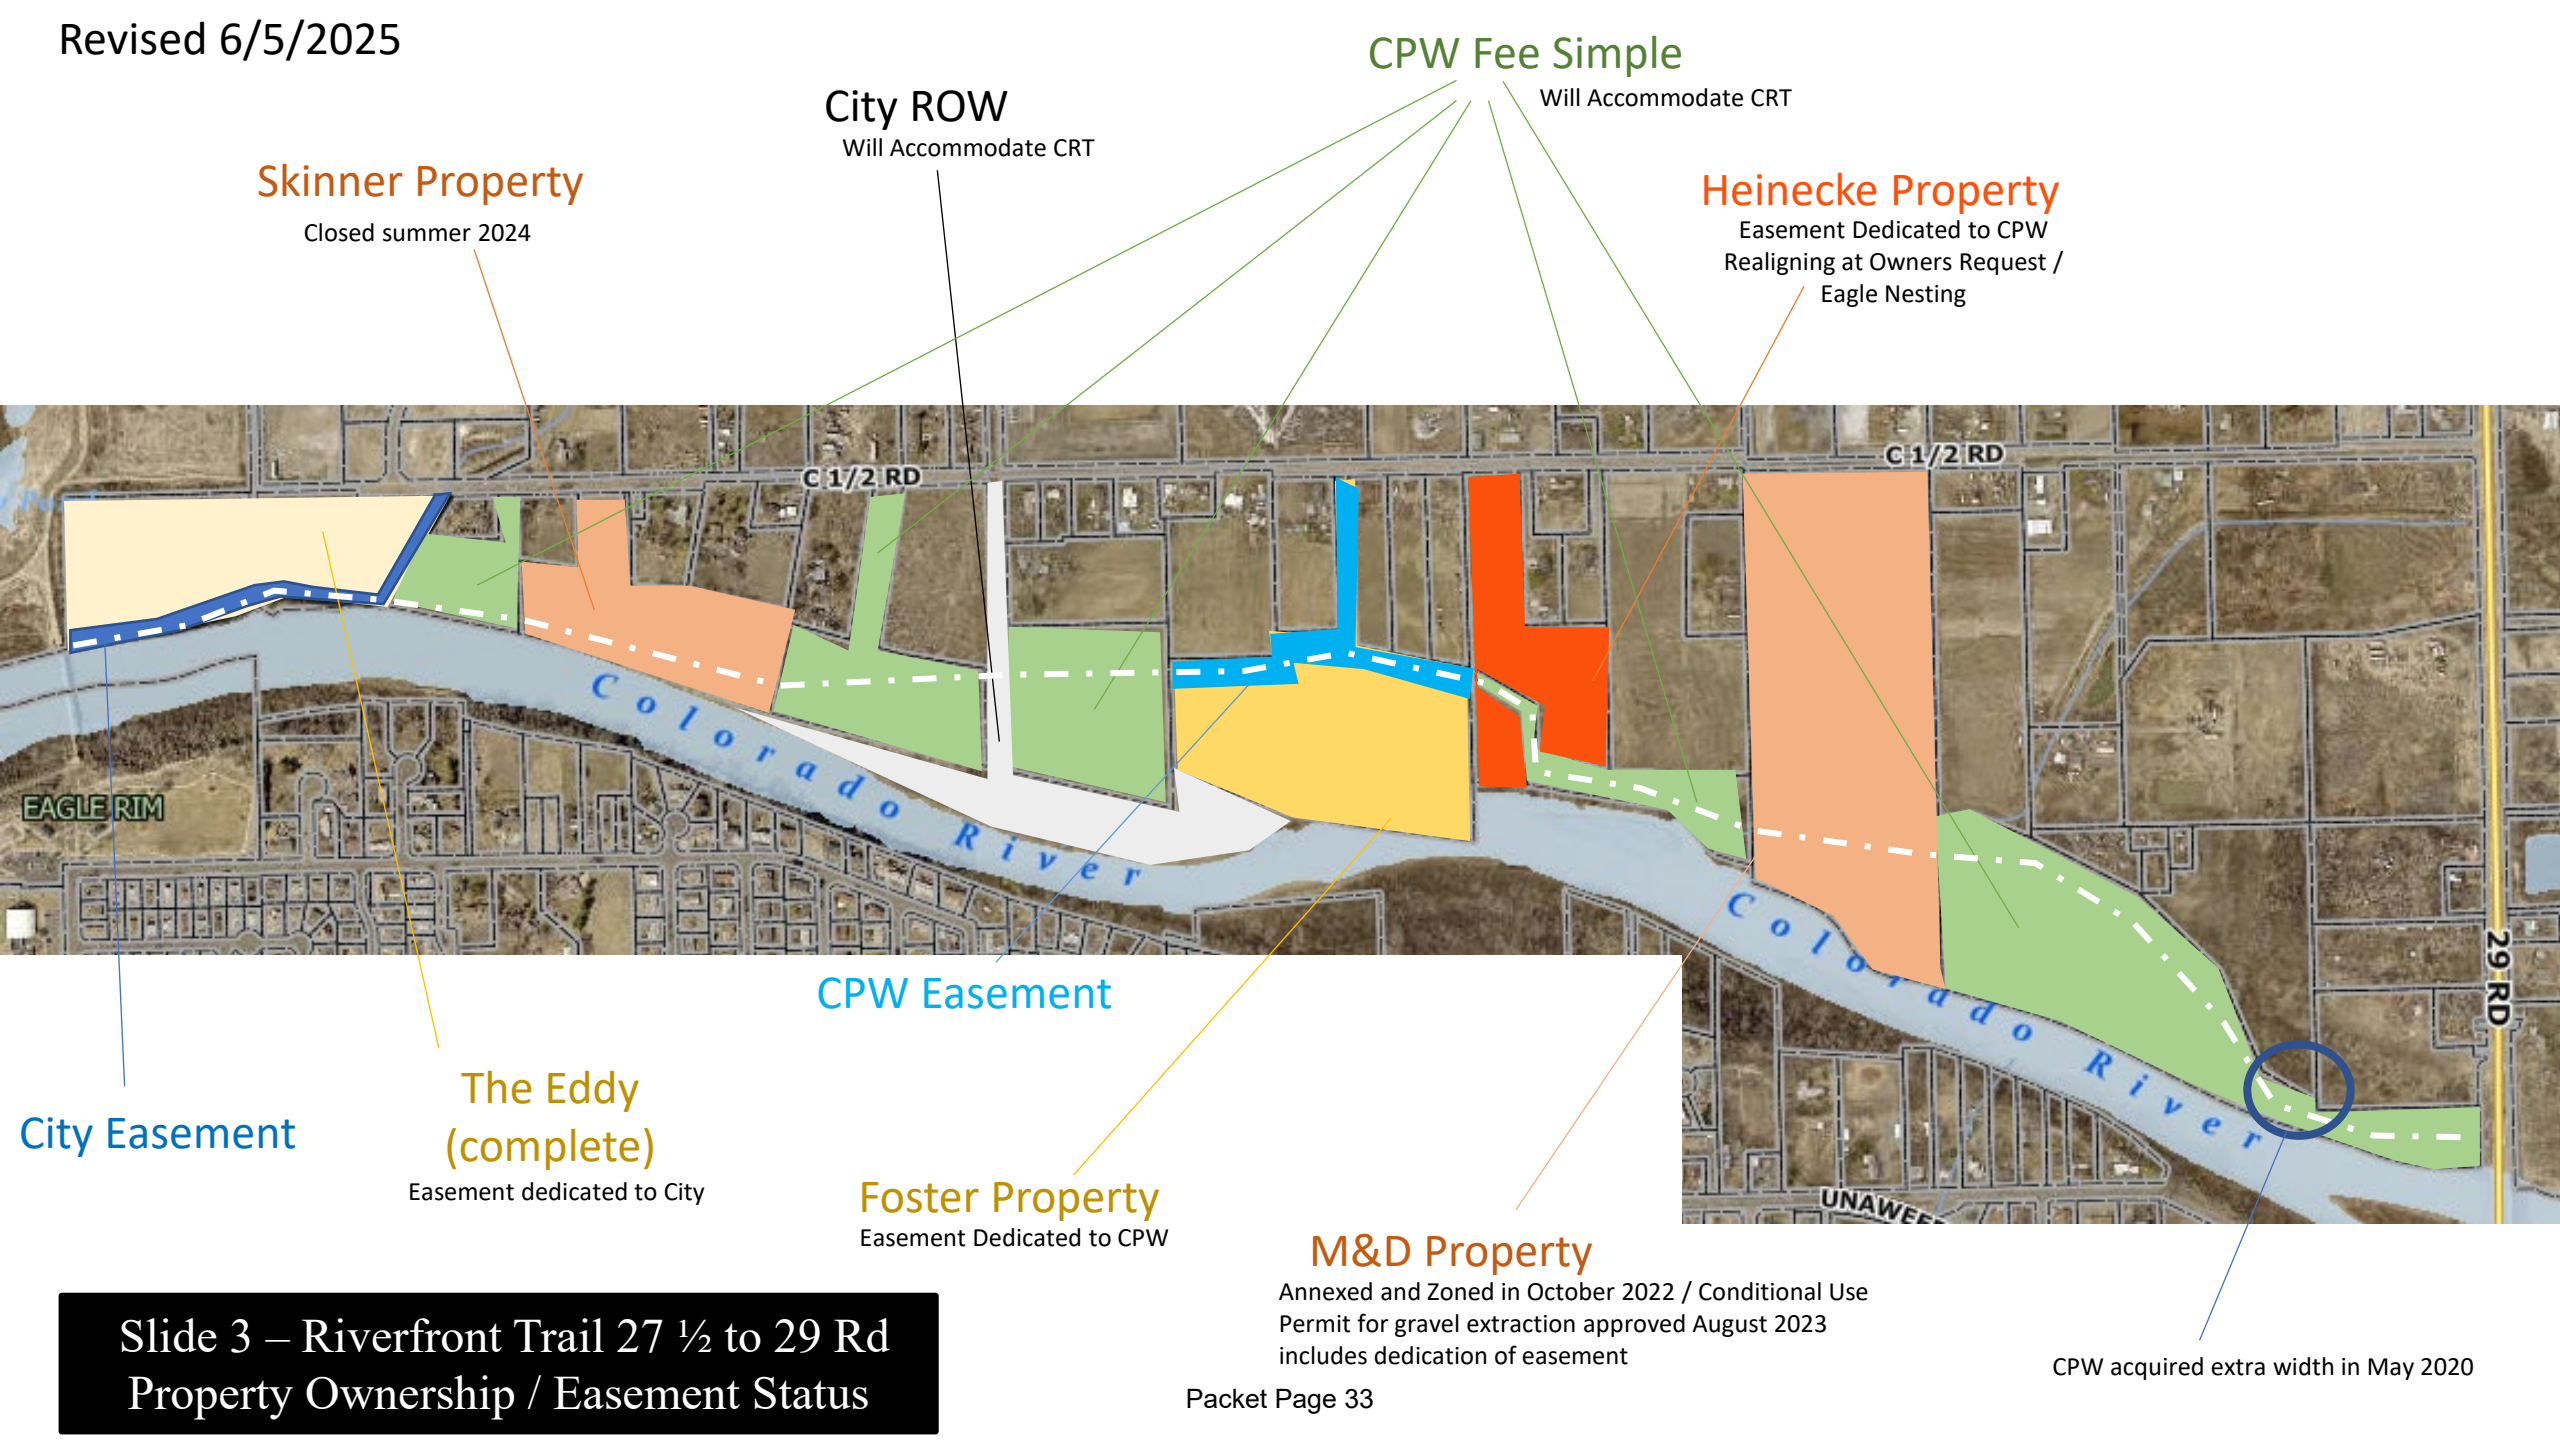 Revised 6/5/2025
CPW Fee Simple
Will Accommodate CRT
City ROW
Will Accommodate CRT
Skinner Property
Closed summer 2024
Heinecke Property
Easement Dedicated to CPW
Realigning at Owners Request /
Eagle Nesting
C 1/2 RD
C 1/2 RD
Colorado River
EAGLE RIM
Colorado River
29 RD
CPW Easement
The Eddy
(complete)
Easement dedicated to City
City Easement
Foster Property
Easement Dedicated to CPW
M&D Property
Annexed and Zoned in October 2022 / Conditional Use
Permit for gravel extraction approved August 2023
includes dedication of easement
CPW acquired extra width in May 2020
Slide 3 – Riverfront Trail 27 ½ to 29 Rd
Property Ownership / Easement Status
Packet Page 33